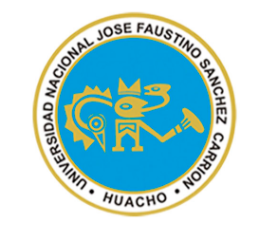 UNIVERSIDAD NACIONAL JOSE FAUSTINO SANCHEZ CARRION
• HUACHO •